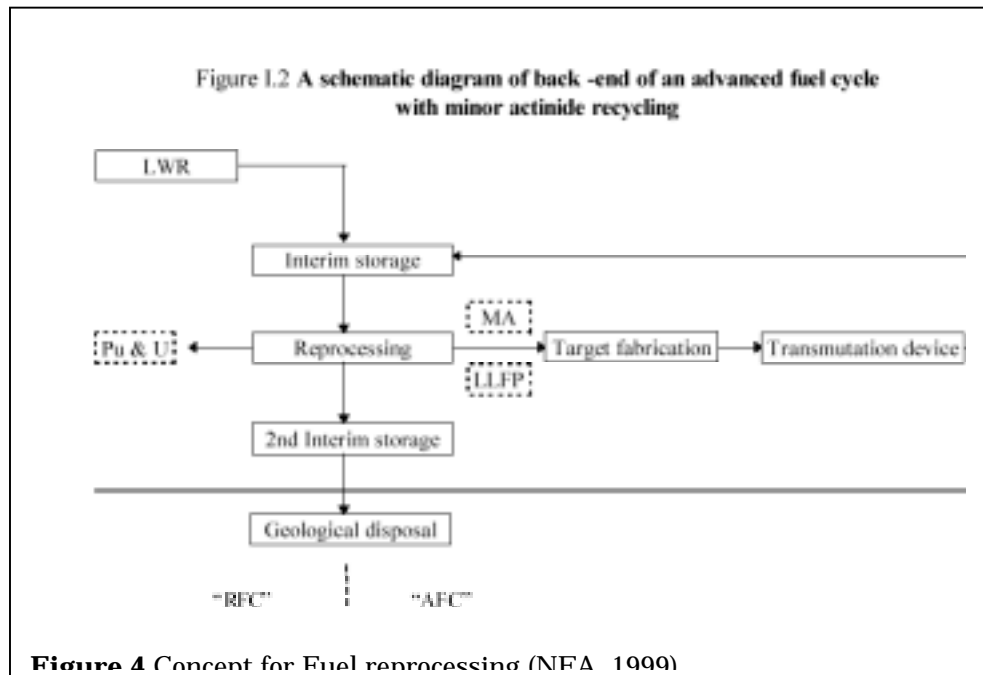 Figure I.2 A schematic diagram of back -end of an advanced fuel cycle
with minor actinide recycling
LWR
Interim storage
MA
Pu & U
Reprocessing
Target fabrication
Transmutation device
LLFP
2nd Interim storage
Geological disposal
"RFC"
"AFC"
Figure 4 Concept for Fuel reprocessing (NEA, 1999)